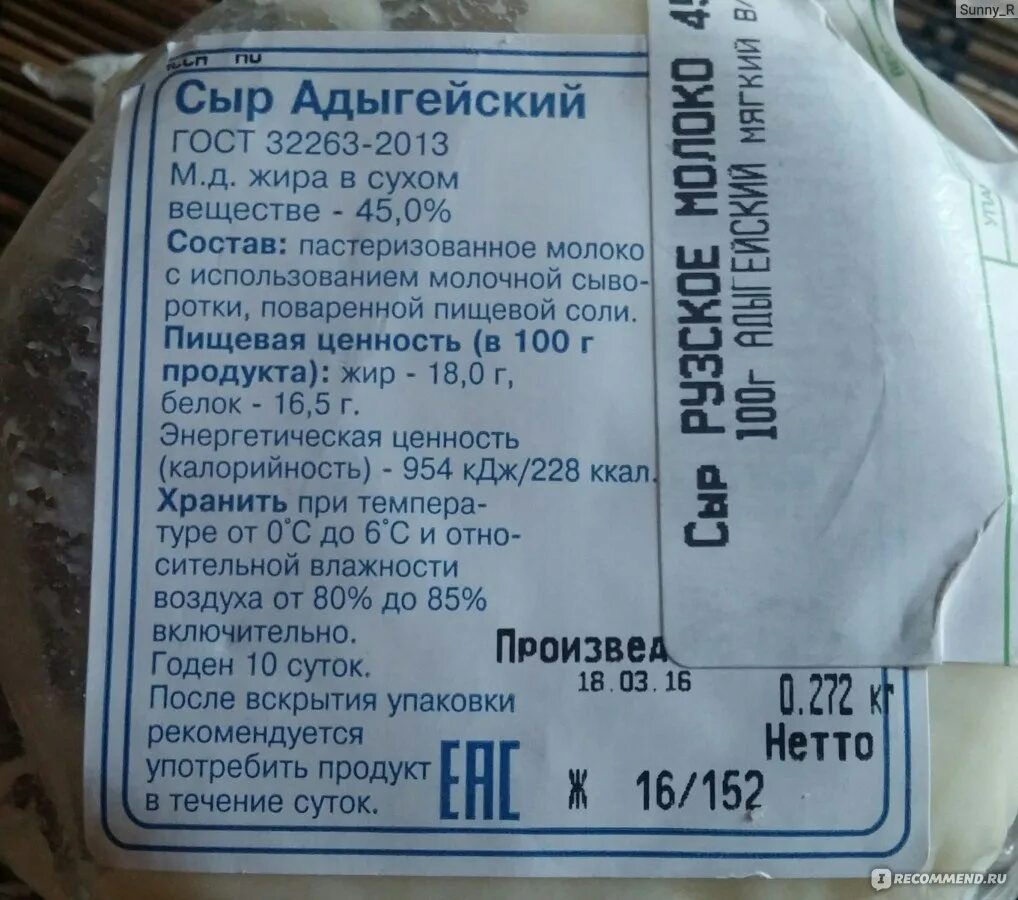 Sunny_R
Сыр Адыгейский
ГОСТ 32263-2013
М.д. жира в сухом
веществе - 45,0%
Состав: пастеризованное молоко
с использованием молочной сыво-
ротки, поваренной пищевой соли.
Пищевая ценность (в 100 г
продукта): жир - 18,0 г,
белок - 16,5 г.
Энергетическая ценность
(калорийность) - 954 кДж/228 ккал.
Хранить при темпера-
туре от 0°С до 6°С и отно-
сительной влажности
воздуха от 80% до 85%
включительно.
Годен 10 суток.
После вскрытия упаковки
рекомендуется
употребить продукт
в течение суток.
ЕАС
Произвед
18.03.16
0.272 кг
Нетто
Ж 16/152
Сыр РУЗСКОЕ МОЛОКО 45
100г АДЫГЕЙСКИЙ МЯГКИЙ В/
УПА
RECOMMEND.RU